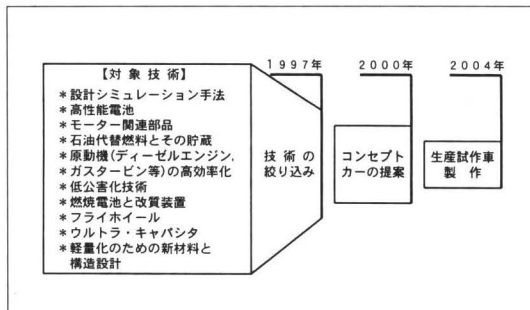 1997年 2000年 2004年
【対象技術】
＊設計シミュレーション手法
＊高性能電池
＊モーター関連部品
＊石油代替燃料とその貯蔵
＊原動機(ディーゼルエンジン,
＊ガスタービン等)の高効率化
＊低公害化技術
＊燃焼電池と改質装置
＊フライホイール
＊ウルトラ・キャパシタ
＊軽量化のための新材料と
構造設計
技術の
絞り込み
コンセプト
カーの提案
生産試作車
製作